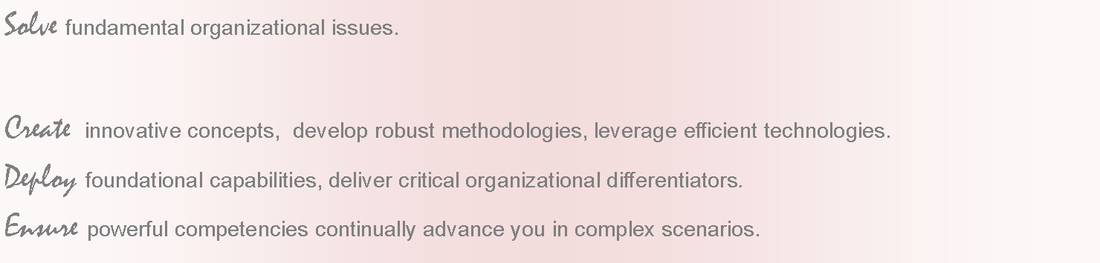 Solve fundamental organizational issues.
Create innovative concepts, develop robust methodologies, leverage efficient technologies.
Deploy foundational capabilities, deliver critical organizational differentiators.
Ensure powerful competencies continually advance you in complex scenarios.